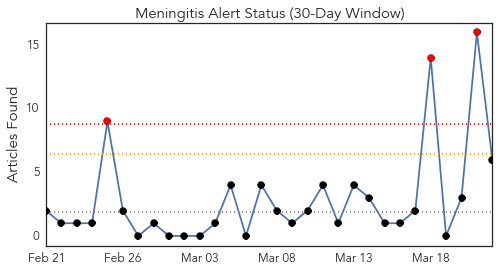 Meningitis Alert Status (30-Day Window)
Articles Found
15
10
5
0
Feb 21 Feb 26 Mar 03 Mar 08 Mar 13 Mar 18